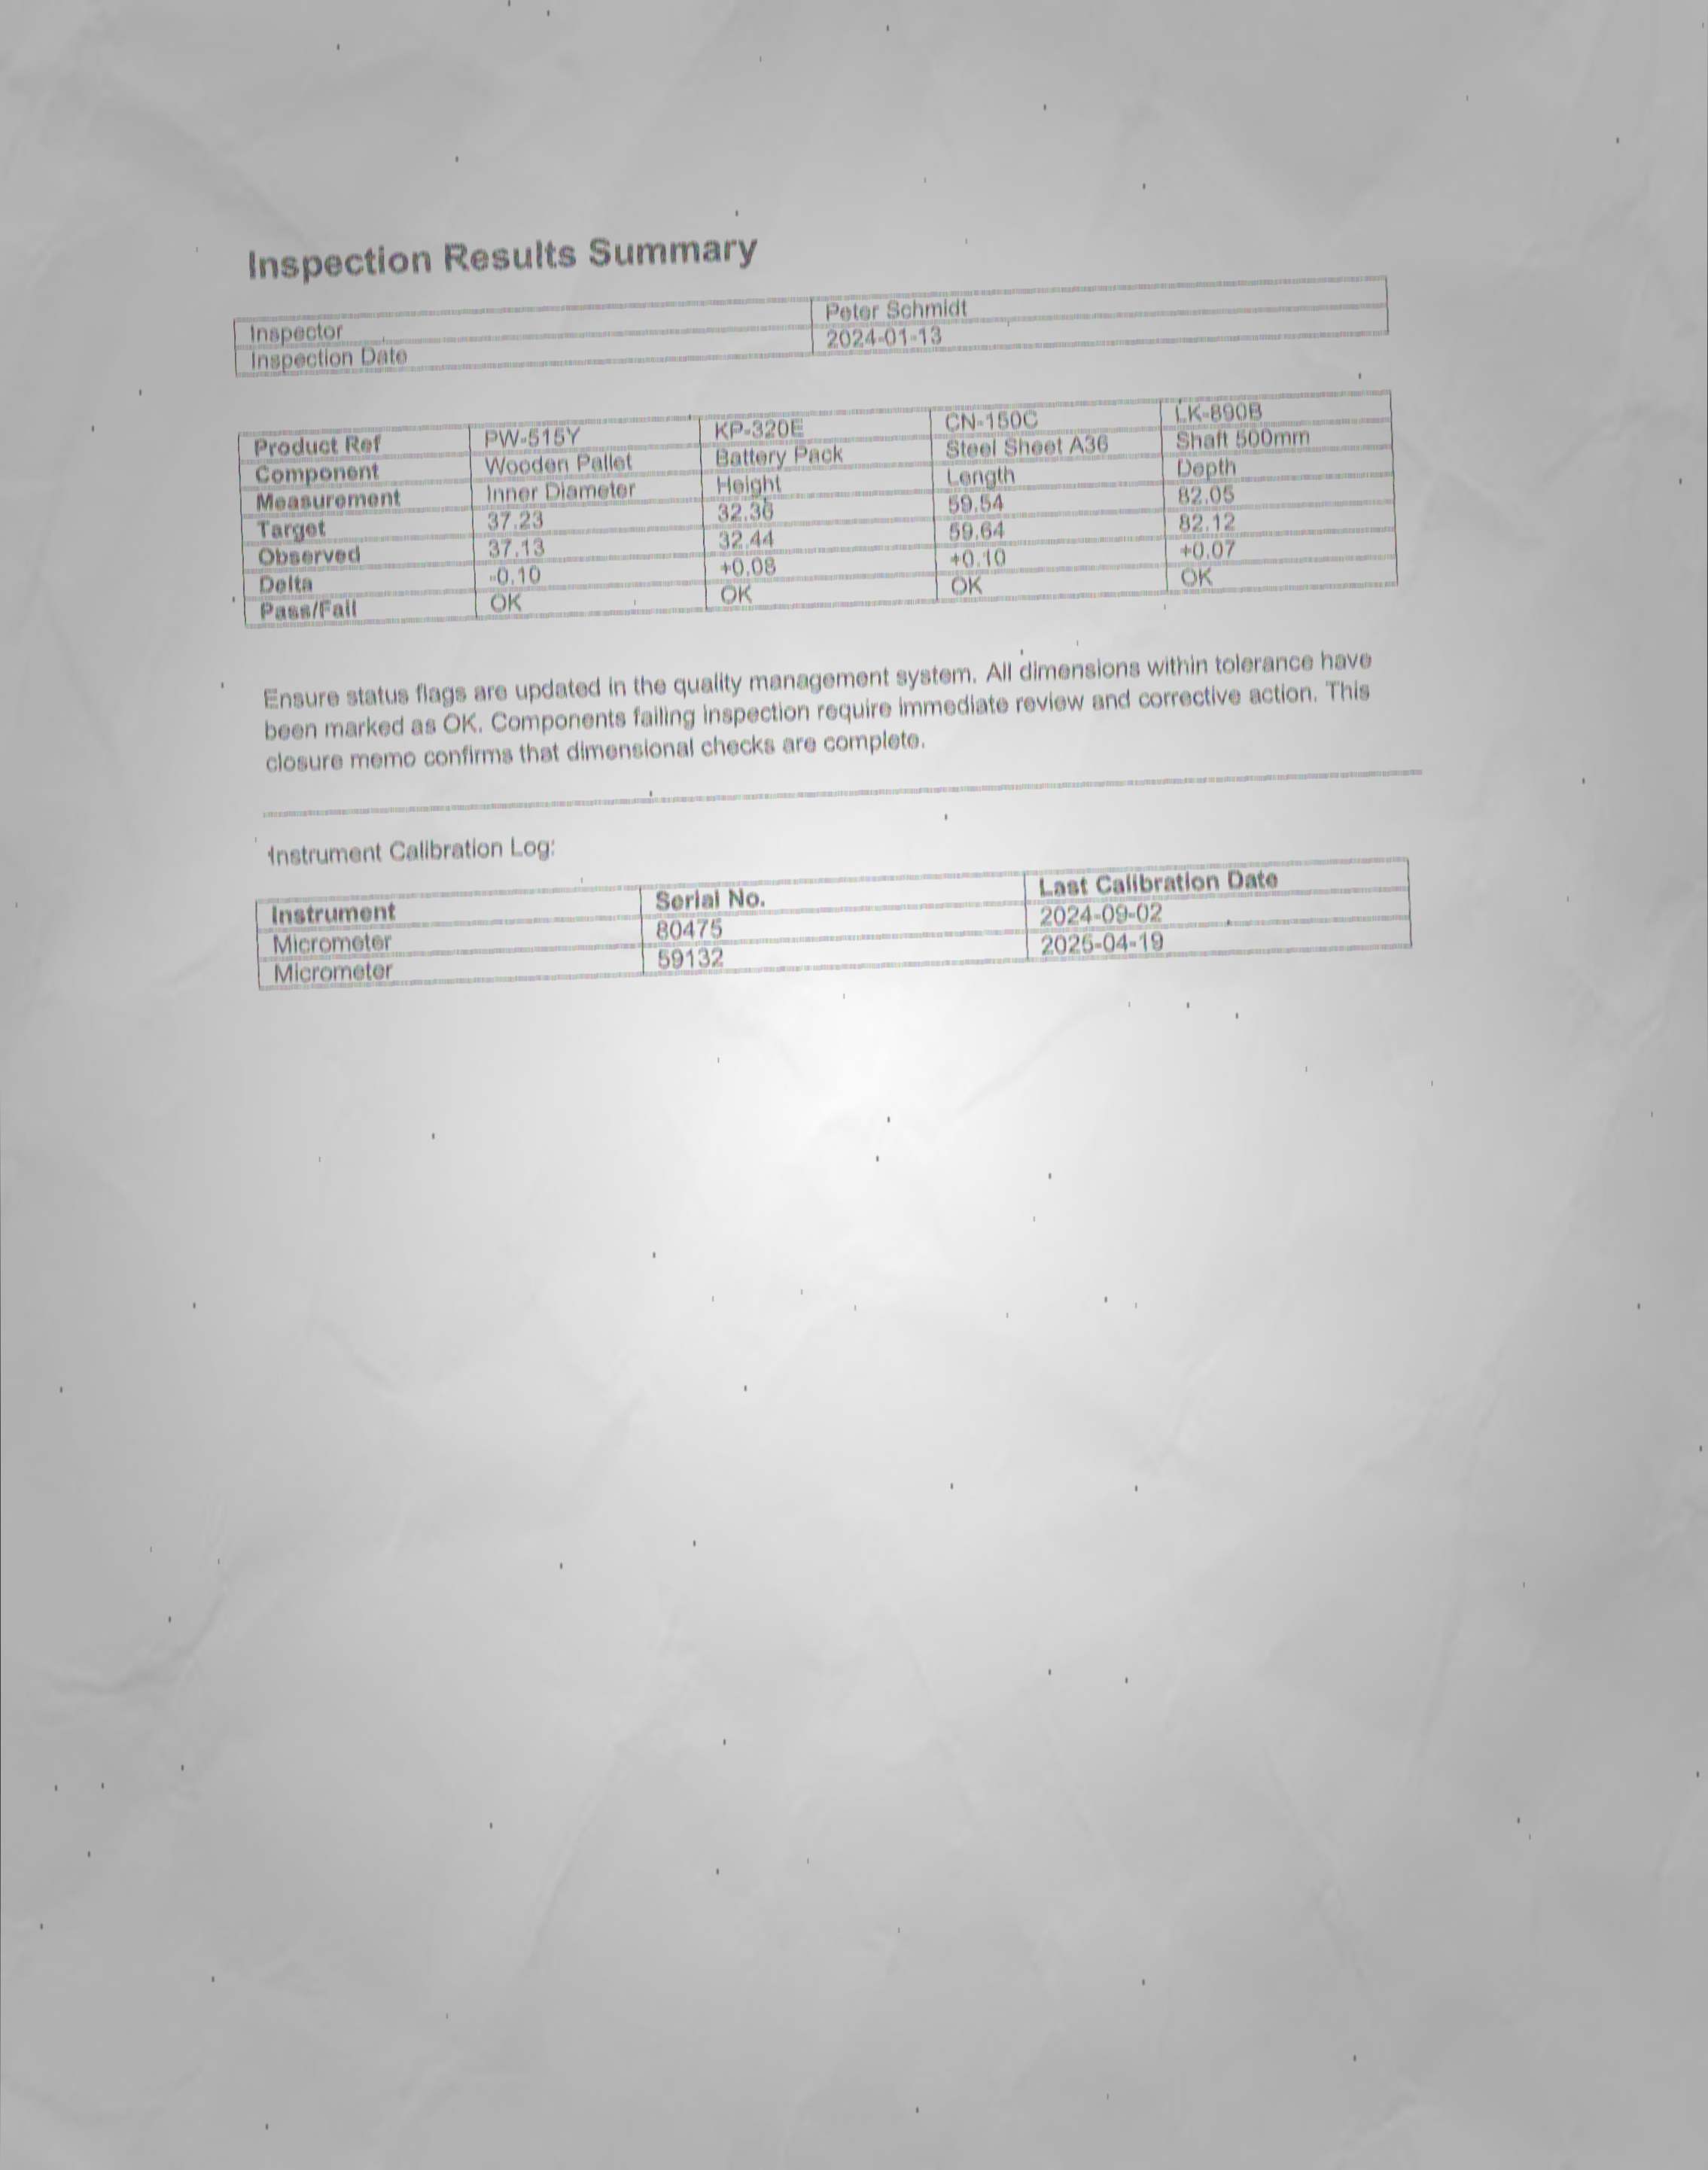 Inspection Results Summary
Inspector Peter Schmidt
Inspection Date 2024-01-13
Product Ref PW-515Y KP-320E CN-150C LK-890B
Component Wooden Pallet Battery Pack Steel Sheet A36 Shaft 500mm
Measurement Inner Diameter Height Length Depth
Target 37.23 32.36 59.54 82.05
Observed 37.13 32.44 59.64 82.12
Delta -0.10 +0.08 +0.10 +0.07
Pass/Fail OK OK OK OK
Ensure status flags are updated in the quality management system. All dimensions within tolerance have
been marked as OK. Components failing inspection require immediate review and corrective action. This
closure memo confirms that dimensional checks are complete.
Instrument Calibration Log:
Instrument Serial No. Last Calibration Date
Micrometer 80475 2024-09-02
Micrometer 59132 2025-04-19